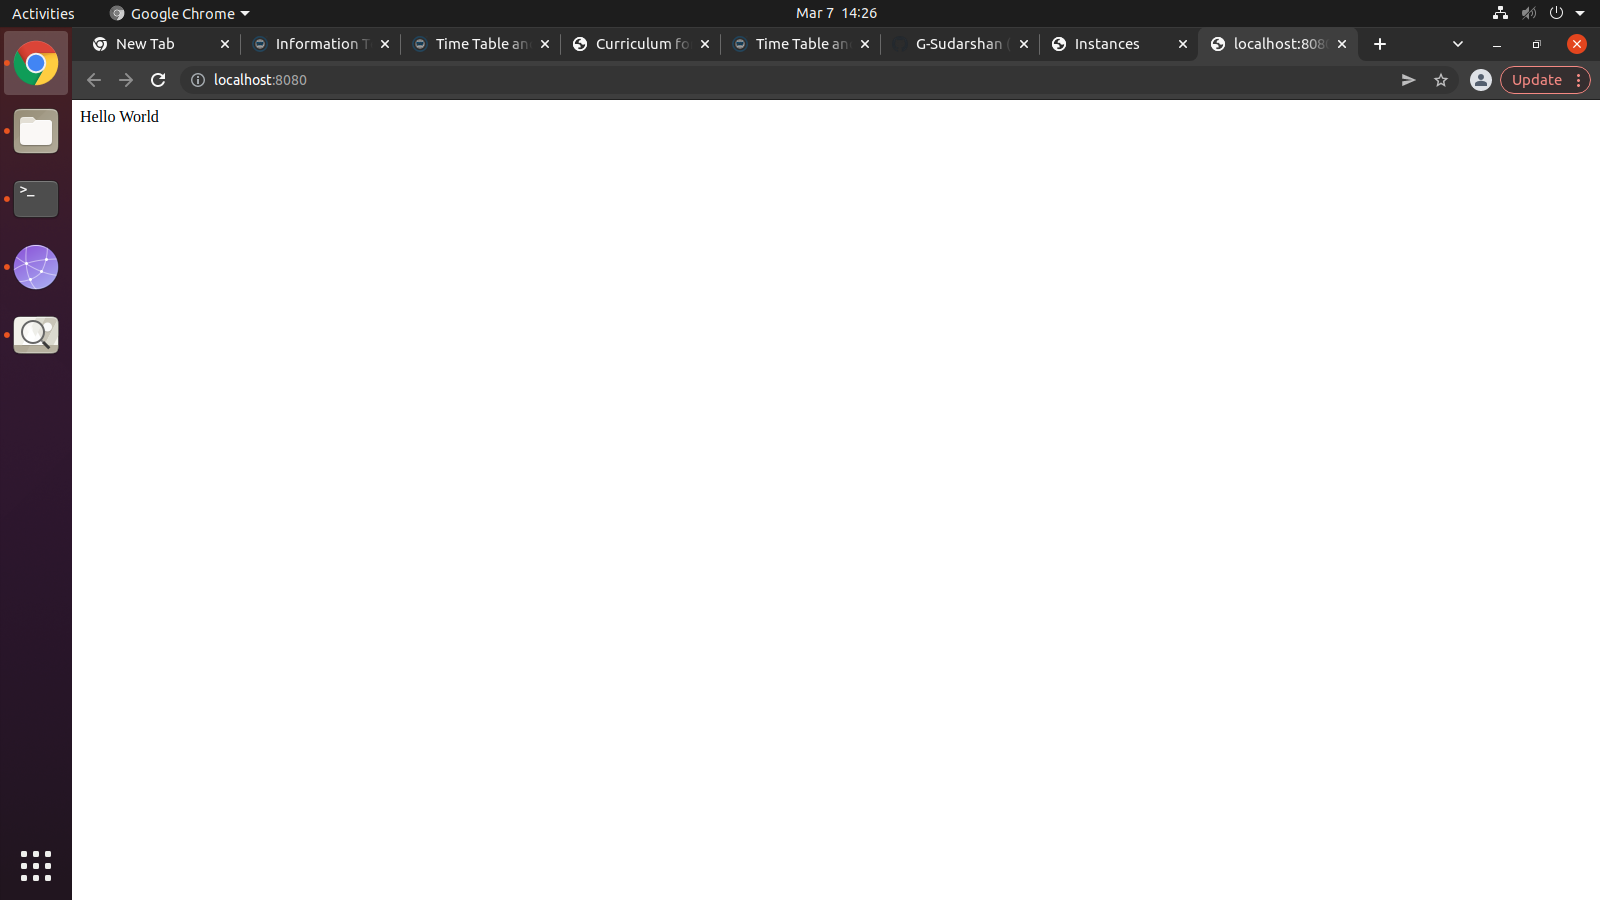 Activities
Google Chrome
Mar 7 14:26
New Tab
Information T
Time Table an
Curriculum fo
Time Table an
G-Sudarshan (
Instances
localhost:808
localhost:8080
Update
Hello World
>_